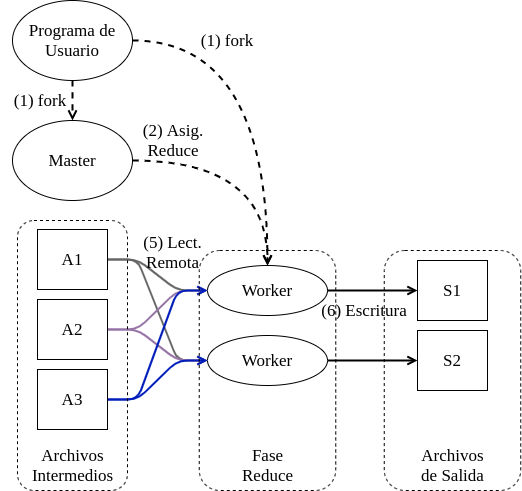 Programa de
Usuario
(1) fork
(1) fork
(2) Asig.
Reduce
Master
(5) Lect.
Remota
A1
A2
A3
Worker
Worker
(6) Escritura
S1
S2
Archivos
Intermedios
Fase
Reduce
Archivos
de Salida